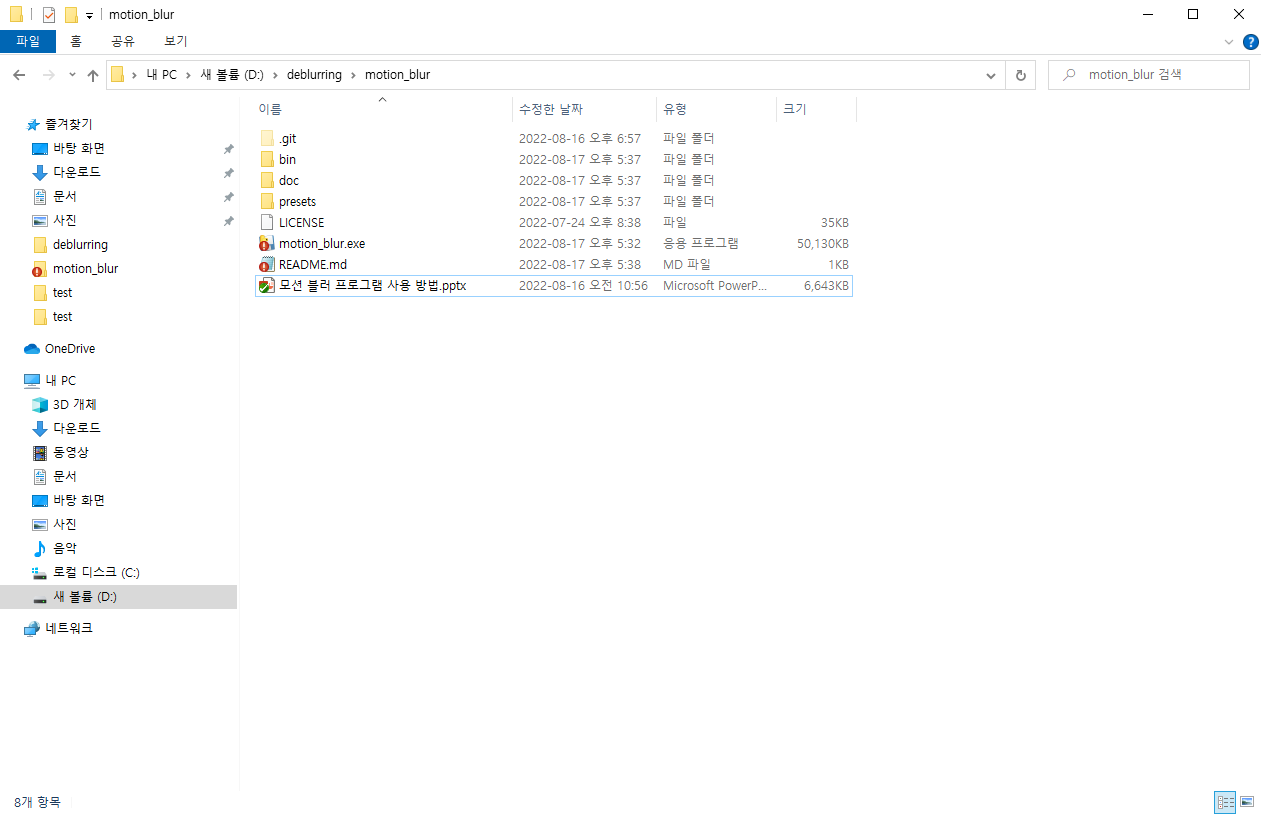 motion_blur
파일 홈 공유 보기
내 PC 새 볼륨 (D:) deblurring motion_blur
motion_blur 검색
즐겨찾기
바탕 화면
다운로드
문서
사진
deblurring
motion_blur
test
test
OneDrive
내 PC
3D 개체
다운로드
동영상
문서
바탕 화면
사진
음악
로컬 디스크 (C:)
새 볼륨 (D:)
네트워크
이름 수정한 날짜 유형 크기
.git 2022-08-16 오후 6:57 파일 폴더
bin 2022-08-17 오후 5:37 파일 폴더
doc 2022-08-17 오후 5:37 파일 폴더
presets 2022-08-17 오후 5:37 파일 폴더
LICENSE 2022-07-24 오후 8:38 파일 35KB
motion_blur.exe 2022-08-17 오후 5:32 응용 프로그램 50,130KB
README.md 2022-08-17 오후 5:38 MD 파일 1KB
모션 블러 프로그램 사용 방법.pptx 2022-08-16 오전 10:56 Microsoft PowerP... 6,643KB
8개 항목